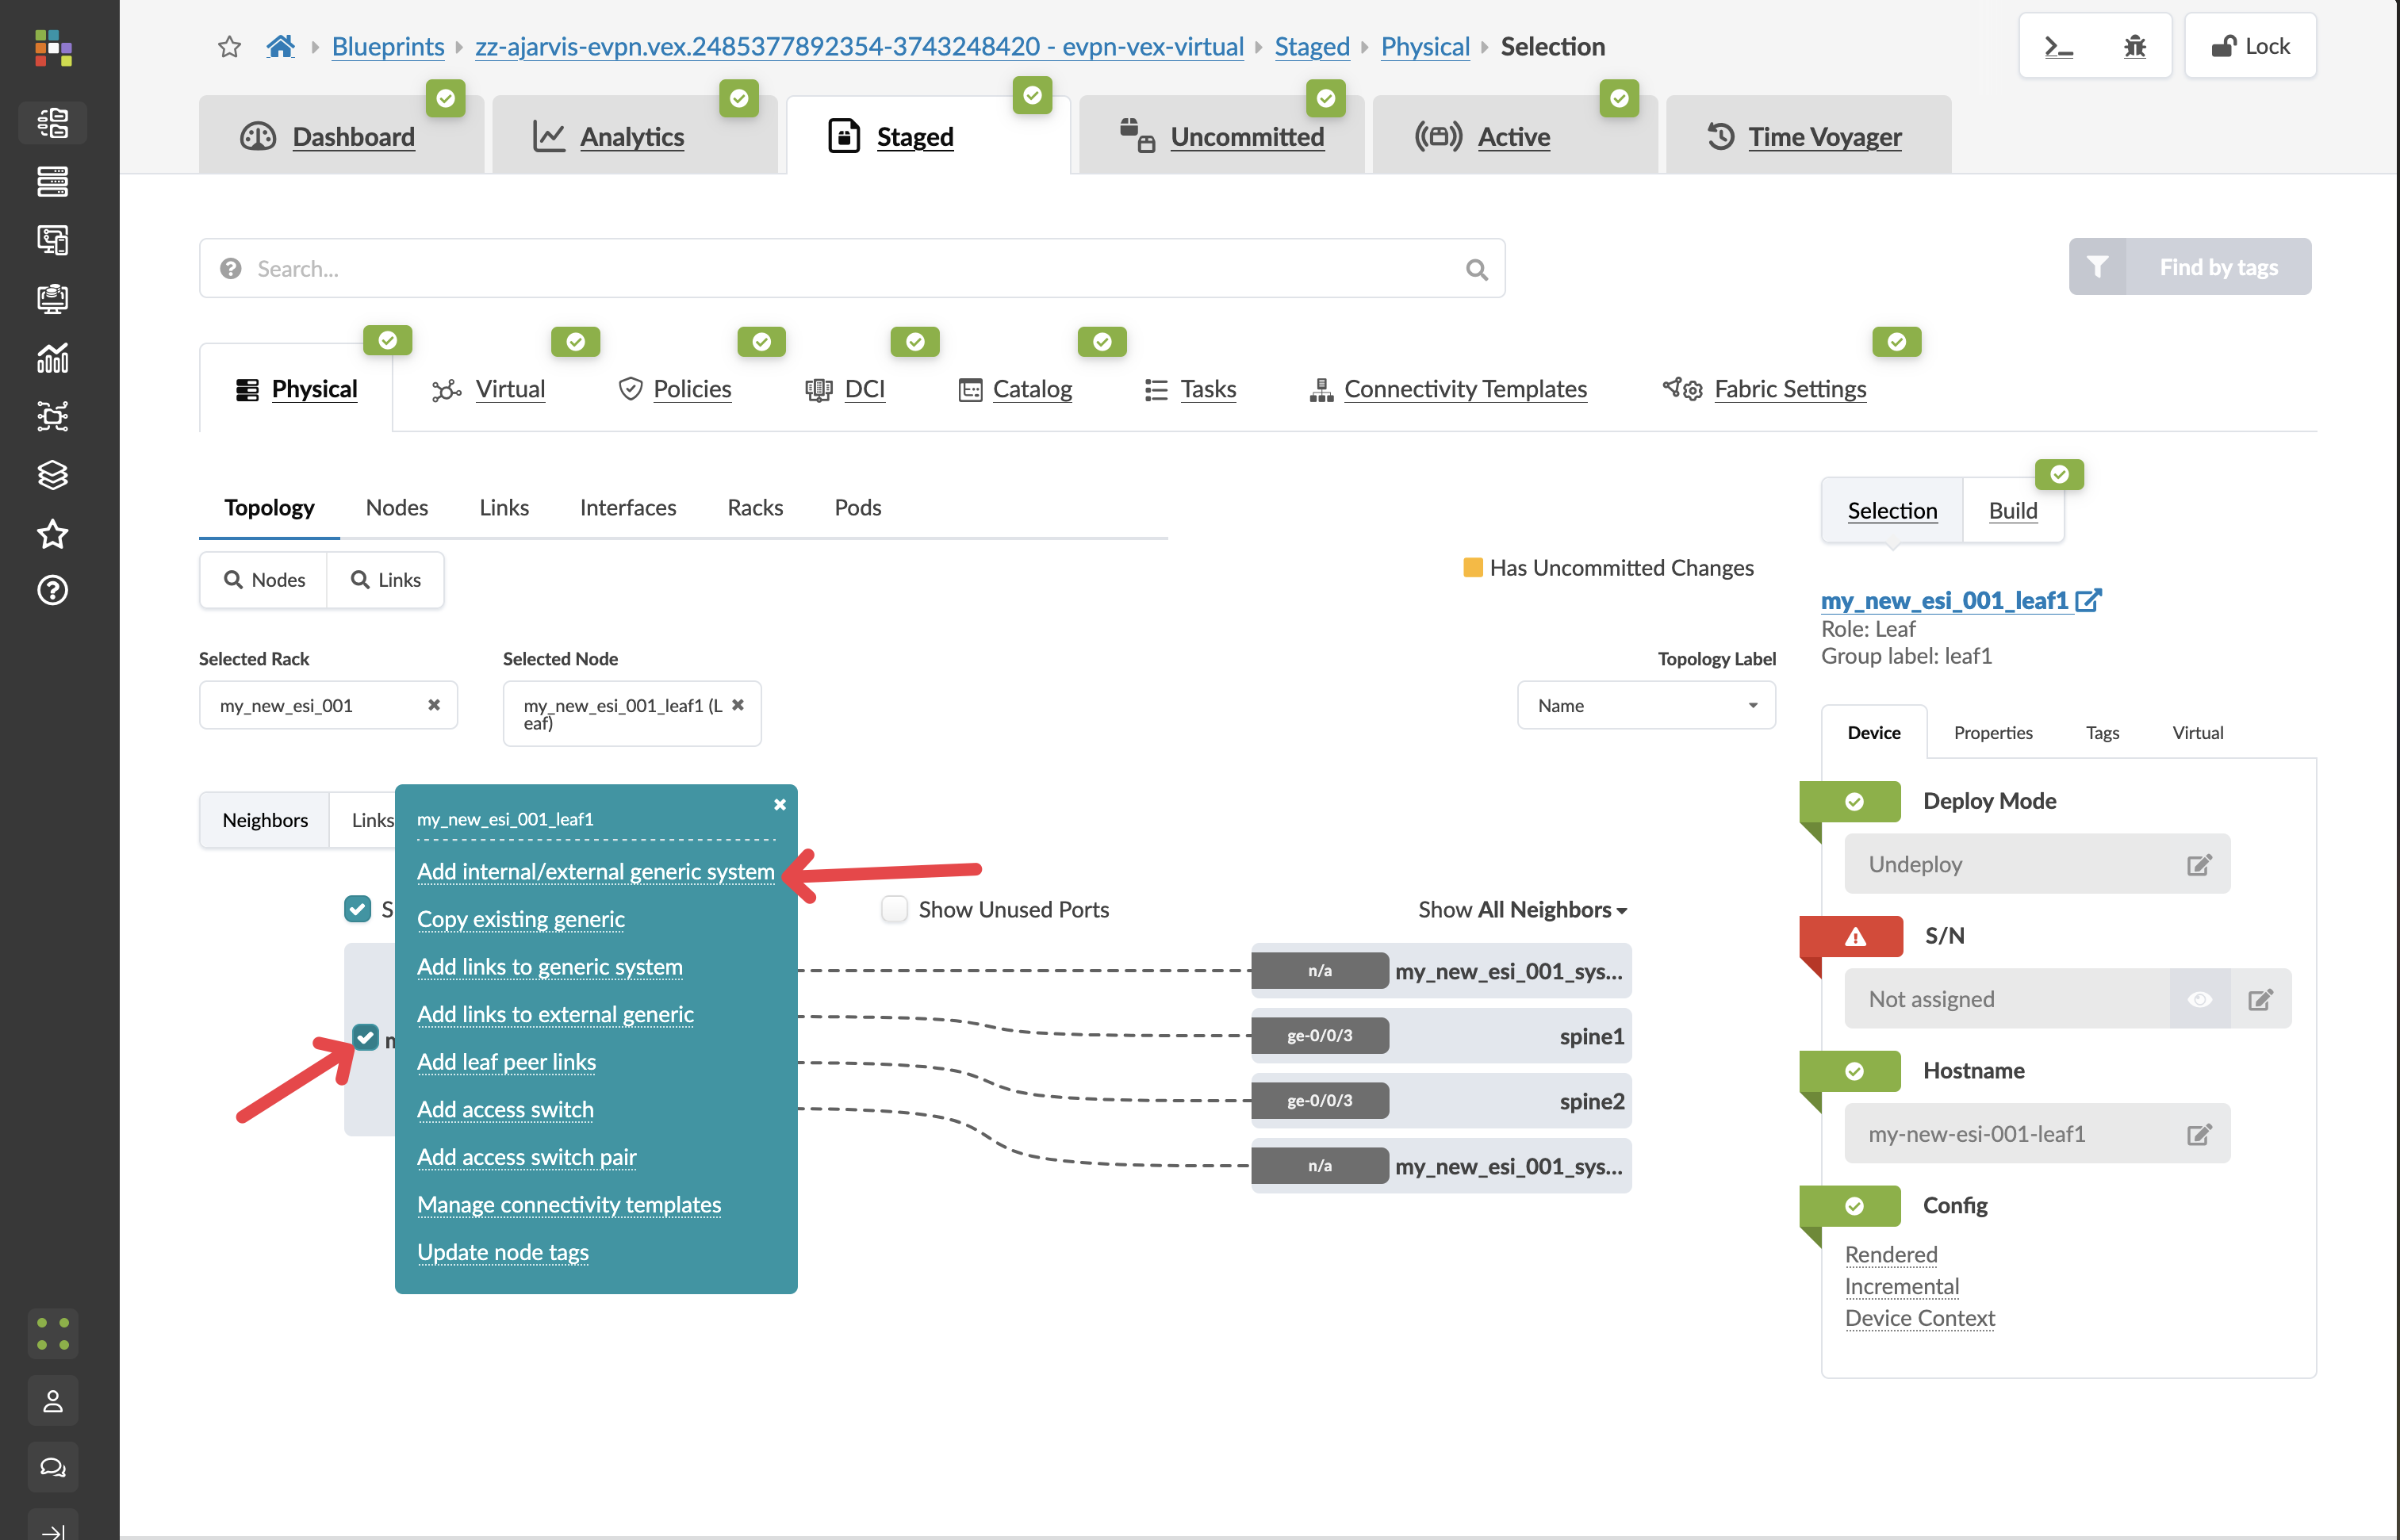 Blueprints
zz-ajarvis-evpn.vex.2485377892354-3743248420 - evpn-vex-virtual
Staged
Physical
Selection
Lock
Dashboard
Analytics
Staged
Uncommitted
Active
Time Voyager
Search...
Find by tags
Physical
Virtual
Policies
DCI
Catalog
Tasks
Connectivity Templates
Fabric Settings
Topology
Nodes
Links
Interfaces
Racks
Pods
Selection
Build
Nodes
Links
Has Uncommitted Changes
my_new_esi_001_leaf1
Role: Leaf
Group label: leaf1
Selected Rack
Selected Node
Topology Label
my_new_esi_001
my_new_esi_001_leaf1 (L
eaf)
Name
Device
Properties
Tags
Virtual
Neighbors
Links
my_new_esi_001_leaf1
Add internal/external generic system
Copy existing generic
Add links to generic system
Add links to external generic
Add leaf peer links
Add access switch
Add access switch pair
Manage connectivity templates
Update node tags
Show Unused Ports
Show All Neighbors
n/a
my_new_esi_001_sys...
ge-0/0/3
spine1
ge-0/0/3
spine2
n/a
my_new_esi_001_sys...
Deploy Mode
Undeploy
S/N
Not assigned
Hostname
my-new-esi-001-leaf1
Config
Rendered
Incremental
Device Context